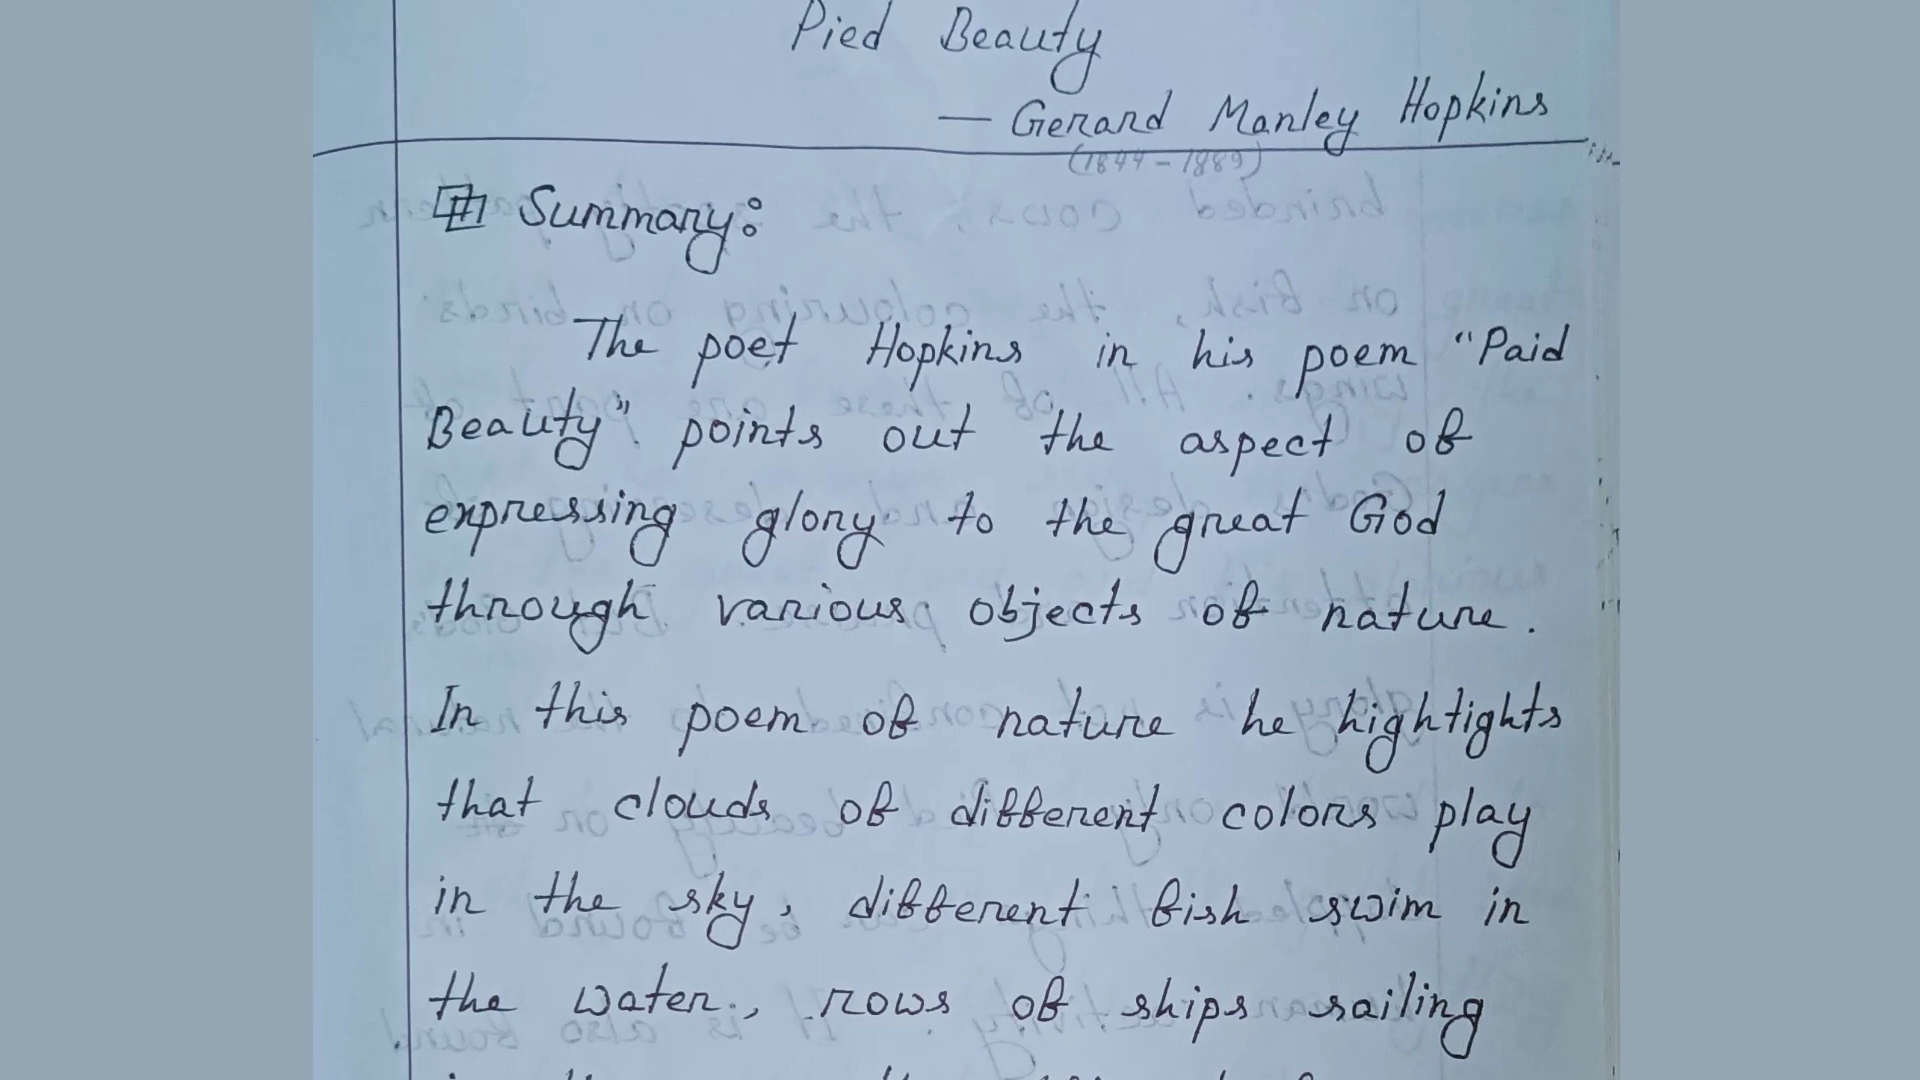 Pied Beauty
— Gerard Manley Hopkins
(1844 – 1889)
Summary:
The poet Hopkins in his poem "Paid
Beauty" points out the aspect of
expressing glory to the great God
through various objects of nature.
In this poem of nature he hightights
that clouds of different colors play
in the sky, different fish swim in
the water, rows of ships sailing